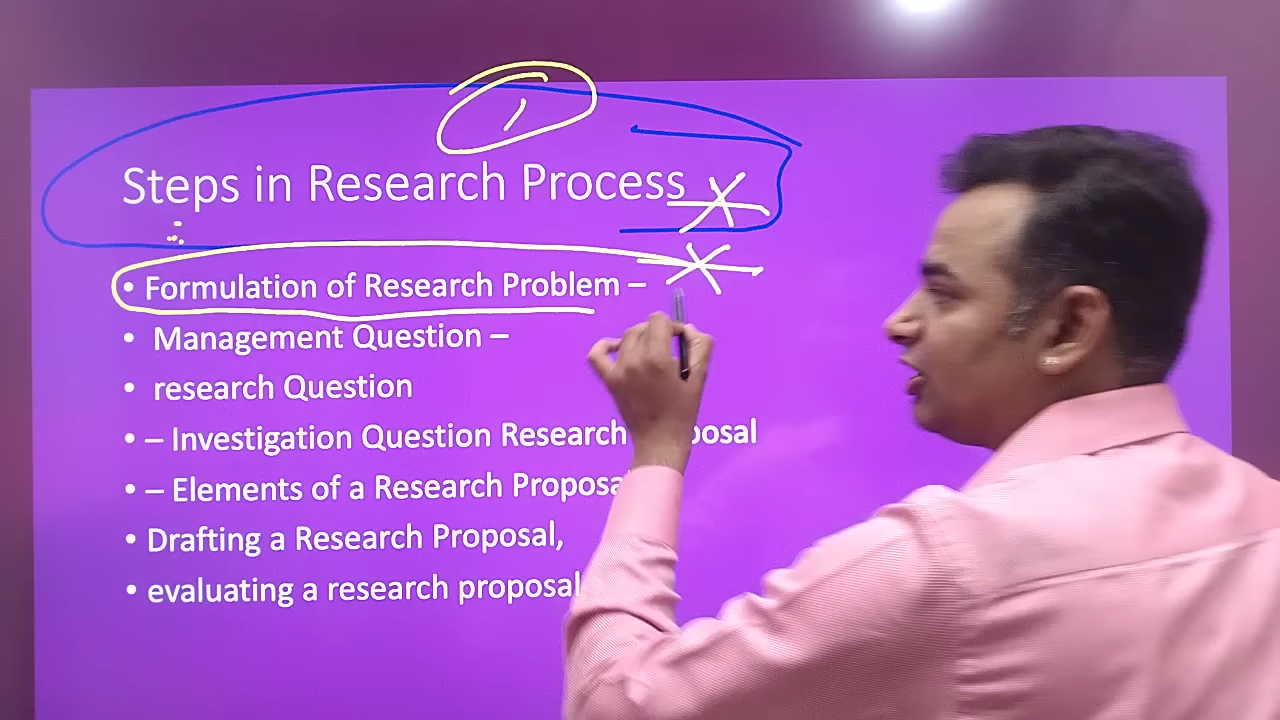 1
Steps in Research Process
• Formulation of Research Problem –
• Management Question –
• research Question
• – Investigation Question Research
• – Elements of a Research
• Drafting a Research Proposal,
• evaluating a research proposal